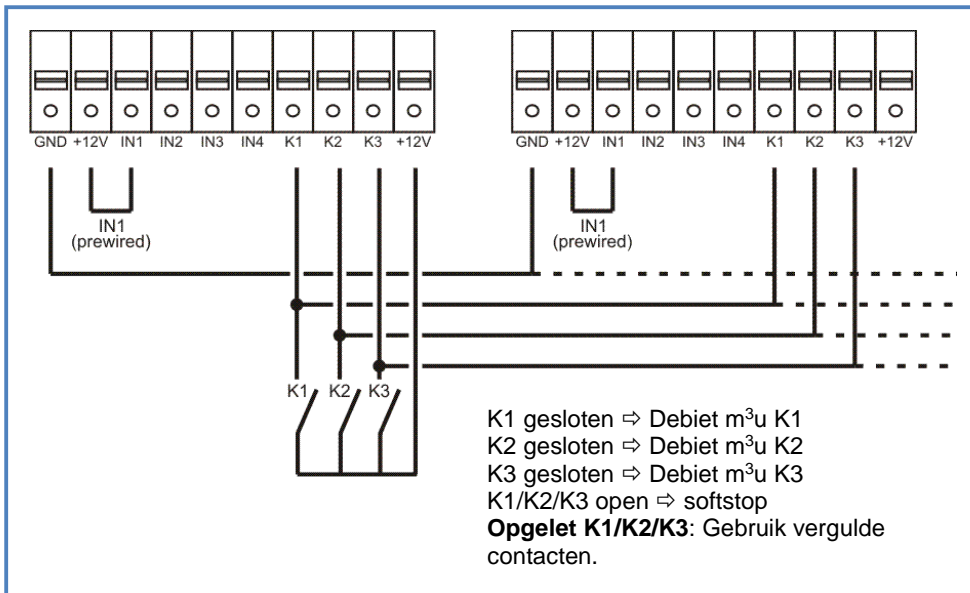 GND +12V IN1 IN2 IN3 IN4 K1 K2 K3 +12V
GND +12V IN1 IN2 IN3 IN4 K1 K2 K3 +12V
IN1
(prewired)
IN1
(prewired)
K1 K2 K3
K1 gesloten ⇨ Debiet m³u K1
K2 gesloten ⇨ Debiet m³u K2
K3 gesloten ⇨ Debiet m³u K3
K1/K2/K3 open ⇨ softstop
Opgelet K1/K2/K3: Gebruik vergulde
contacten.